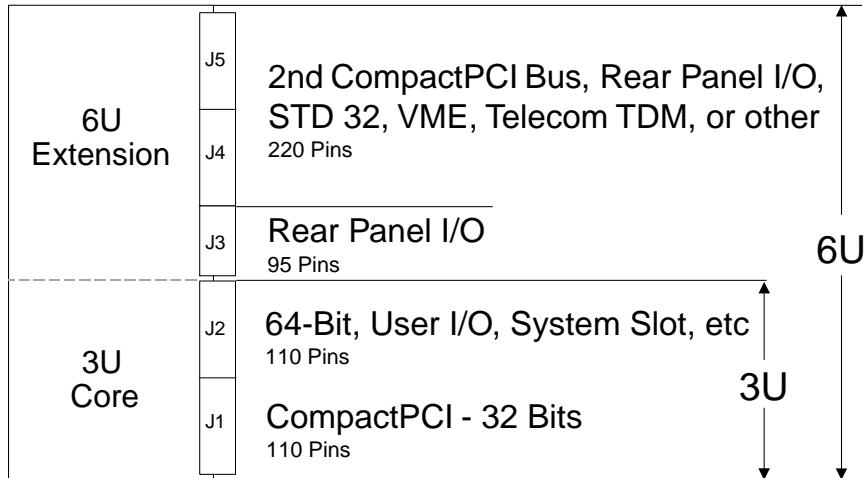 6U
Extension
3U
Core
J5
J4
J3
J2
J1
2nd CompactPCI Bus, Rear Panel I/O,
STD 32, VME, Telecom TDM, or other
220 Pins
Rear Panel I/O
95 Pins
64-Bit, User I/O, System Slot, etc
110 Pins
CompactPCI - 32 Bits
110 Pins
3U
6U